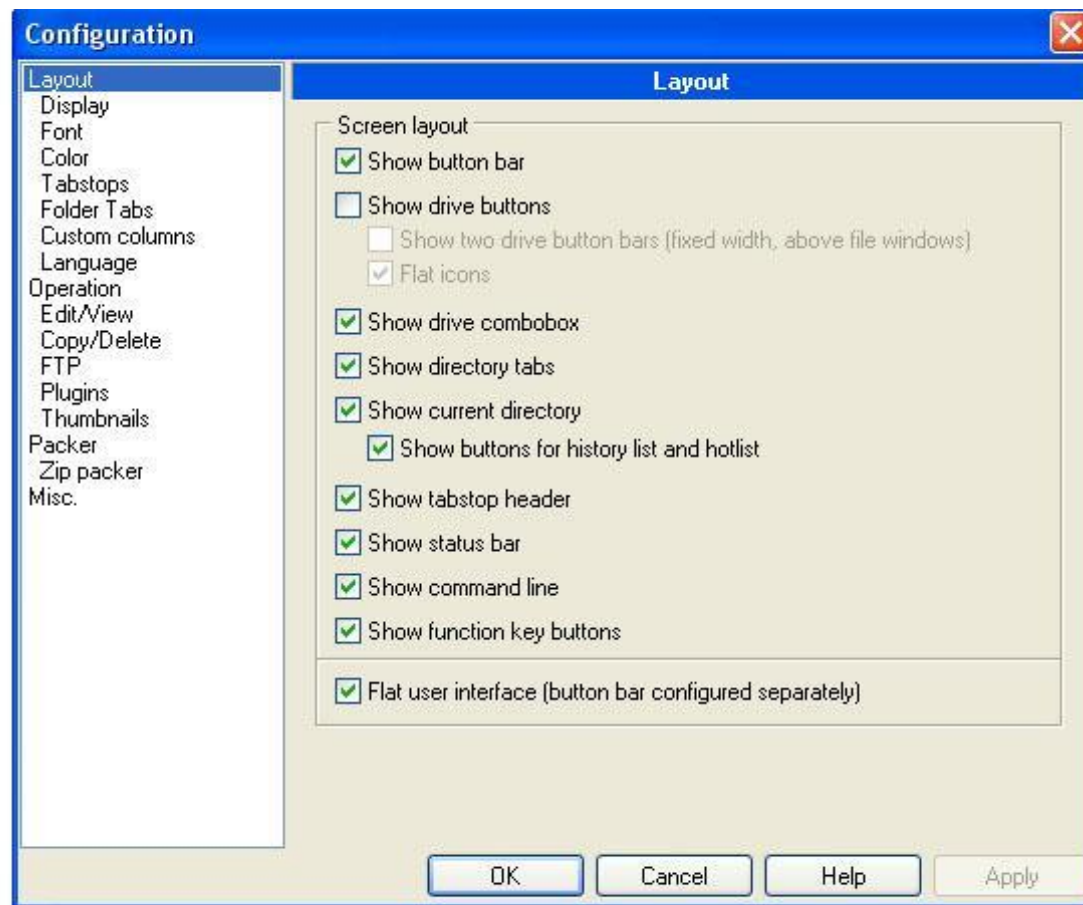 Configuration
Layout
Display
Font
Color
Tabstops
Folder Tabs
Custom columns
Language
Operation
Edit/View
Copy/Delete
FTP
Plugins
Thumbnails
Packer
Zip packer
Misc.
Layout
Screen layout
Show button bar
Show drive buttons
Show two drive button bars (fixed width, above file windows)
Flat icons
Show drive combobox
Show directory tabs
Show current directory
Show buttons for history list and hotlist
Show tabstop header
Show status bar
Show command line
Show function key buttons
Flat user interface (button bar configured separately)
OK
Cancel
Help
Apply